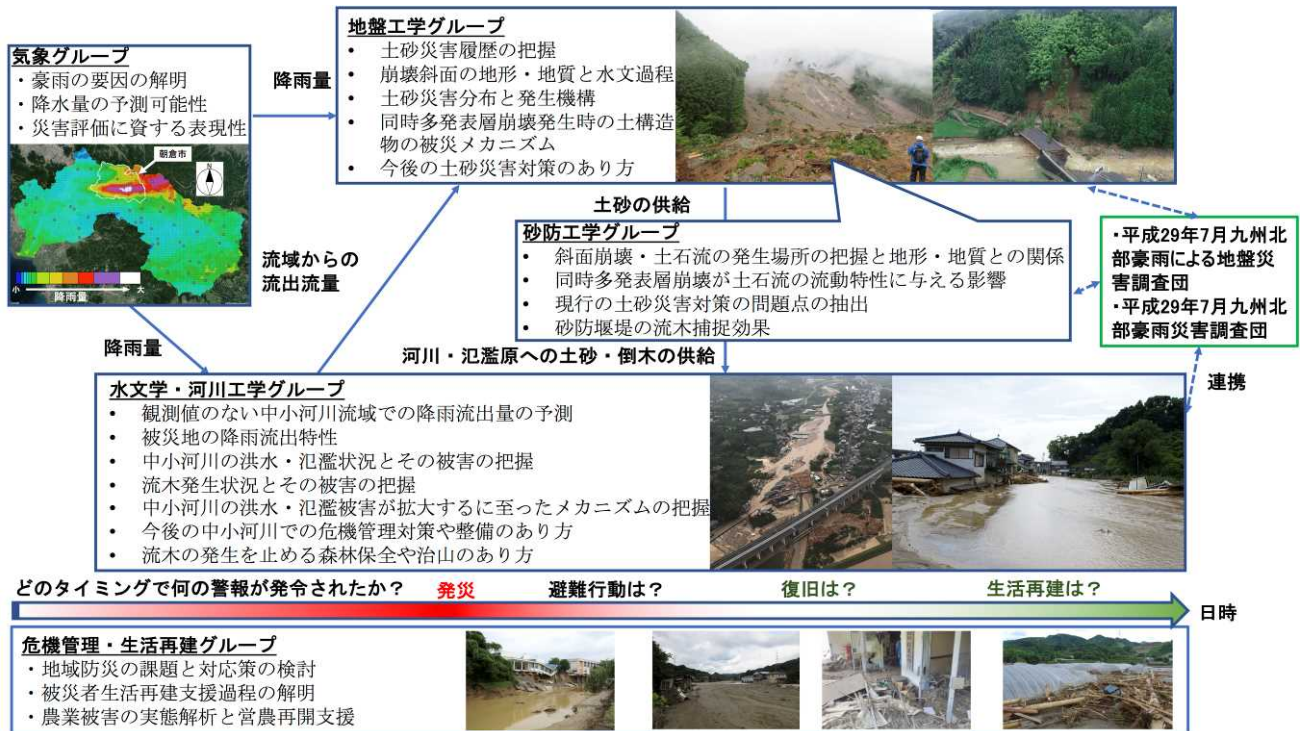 気象グループ
・豪雨の要因の解明
・降水量の予測可能性
・災害評価に資する表現性
朝倉市
N
小
大
降雨量
降雨量
地盤工学グループ
• 土砂災害履歴の把握
• 崩壊斜面の地形・地質と水文過程
• 土砂災害分布と発生機構
• 同時多発表層崩壊発生時の土構造
物の被災メカニズム
• 今後の土砂災害対策のあり方
土砂の供給
流域からの
流出流量
砂防工学グループ
• 斜面崩壊・土石流の発生場所の把握と地形・地質との関係
• 同時多発表層崩壊が土石流の流動特性に与える影響
• 現行の土砂災害対策の問題点の抽出
• 砂防堰堤の流木捕捉効果
・平成29年7月九州北
部豪雨による地盤災
害調査団
・平成29年7月九州北
部豪雨災害調査団
連携
降雨量
河川・氾濫原への土砂・倒木の供給
水文学・河川工学グループ
• 観測値のない中小河川流域での降雨流出量の予測
• 被災地の降雨流出特性
• 中小河川の洪水・氾濫状況とその被害の把握
• 流木発生状況とその被害の把握
• 中小河川の洪水・氾濫被害が拡大するに至ったメカニズムの把握
• 今後の中小河川での危機管理対策や整備のあり方
• 流木の発生を止める森林保全や治山のあり方
どのタイミングで何の警報が発令されたか？ 発災 避難行動は？ 復旧は？ 生活再建は？
日時
危機管理・生活再建グループ
・地域防災の課題と対応策の検討
・被災者生活再建支援過程の解明
・農業被害の実態解析と営農再開支援